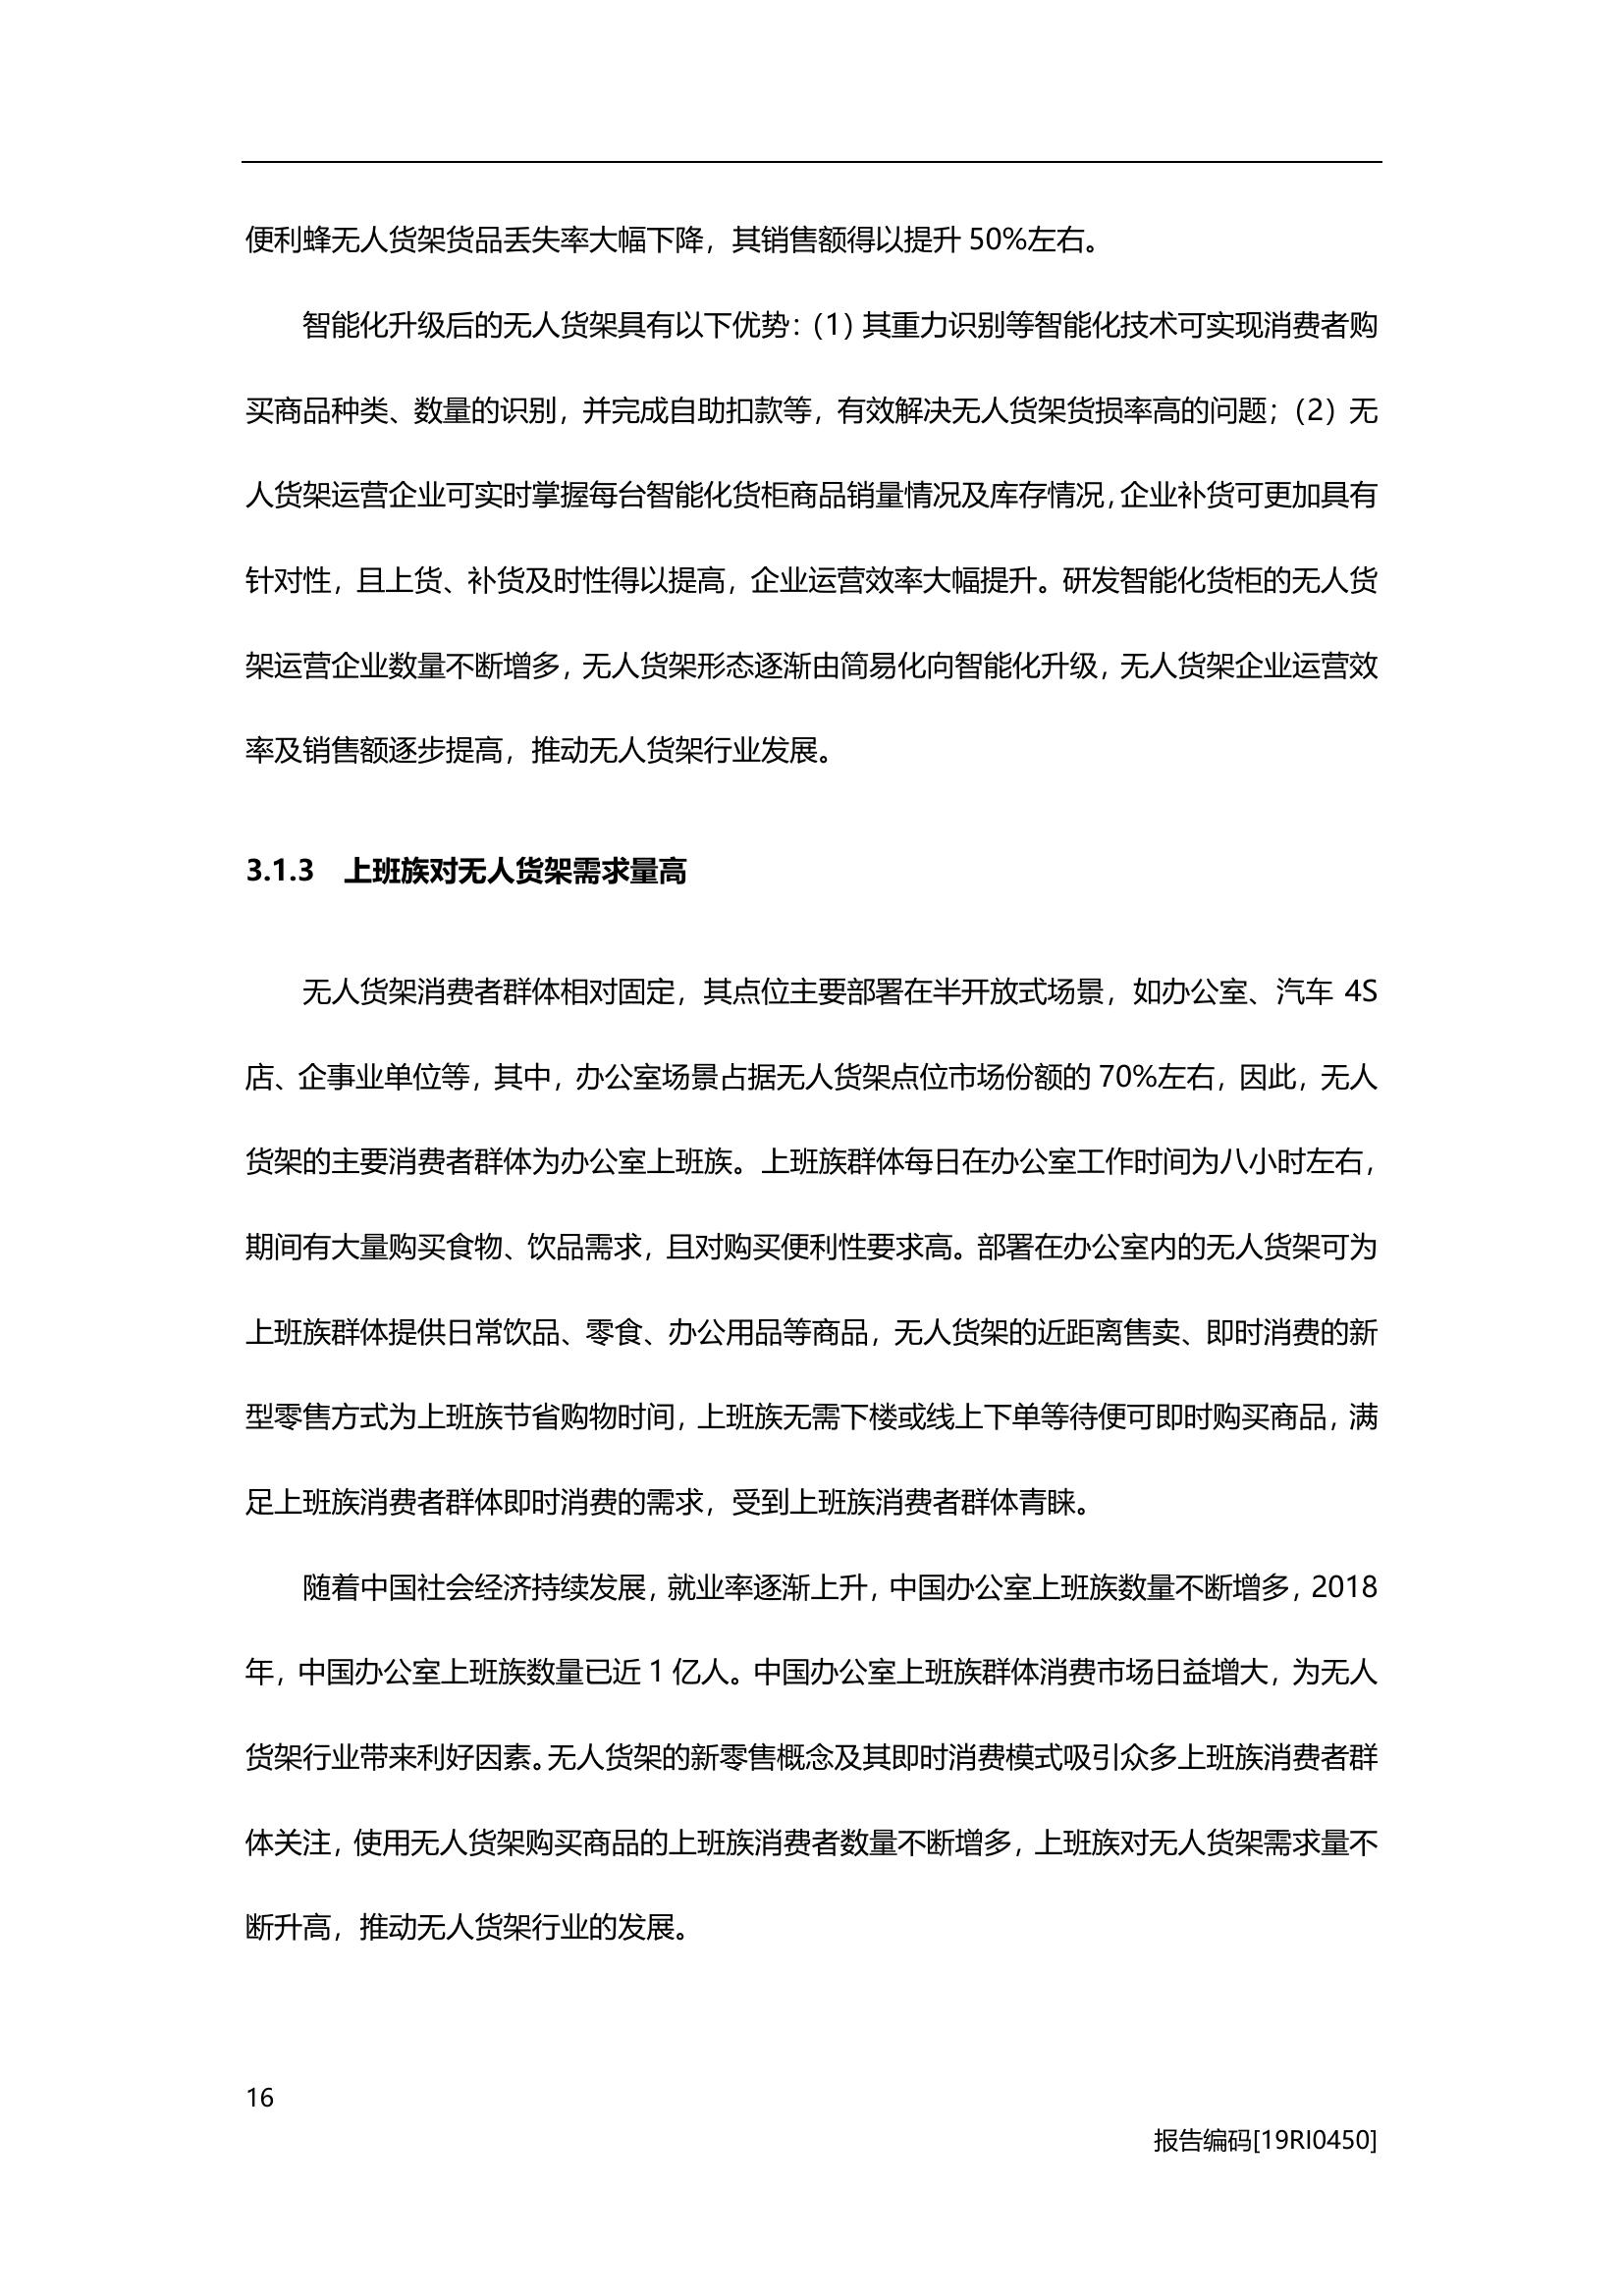 便利蜂无人货架货品丢失率大幅下降，其销售额得以提升 50%左右。
智能化升级后的无人货架具有以下优势：（1）其重力识别等智能化技术可实现消费者购
买商品种类、数量的识别，并完成自助扣款等，有效解决无人货架货损率高的问题；（2）无
人货架运营企业可实时掌握每台智能化货柜商品销量情况及库存情况，企业补货可更加具有
针对性，且上货、补货及时性得以提高，企业运营效率大幅提升。研发智能化货柜的无人货
架运营企业数量不断增多，无人货架形态逐渐由简易化向智能化升级，无人货架企业运营效
率及销售额逐步提高，推动无人货架行业发展。
3.1.3 上班族对无人货架需求量高
无人货架消费者群体相对固定，其点位主要部署在半开放式场景，如办公室、汽车 4S
店、企事业单位等，其中，办公室场景占据无人货架点位市场份额的 70%左右，因此，无人
货架的主要消费者群体为办公室上班族。上班族群体每日在办公室工作时间为八小时左右，
期间有大量购买食物、饮品需求，且对购买便利性要求高。部署在办公室内的无人货架可为
上班族群体提供日常饮品、零食、办公用品等商品，无人货架的近距离售卖、即时消费的新
型零售方式为上班族节省购物时间，上班族无需下楼或线上下单等待便可即时购买商品，满
足上班族消费者群体即时消费的需求，受到上班族消费者群体青睐。
随着中国社会经济持续发展，就业率逐渐上升，中国办公室上班族数量不断增多，2018
年，中国办公室上班族数量已近 1 亿人。中国办公室上班族群体消费市场日益增大，为无人
货架行业带来利好因素。无人货架的新零售概念及其即时消费模式吸引众多上班族消费者群
体关注，使用无人货架购买商品的上班族消费者数量不断增多，上班族对无人货架需求量不
断升高，推动无人货架行业的发展。
16
报告编码[19RI0450]